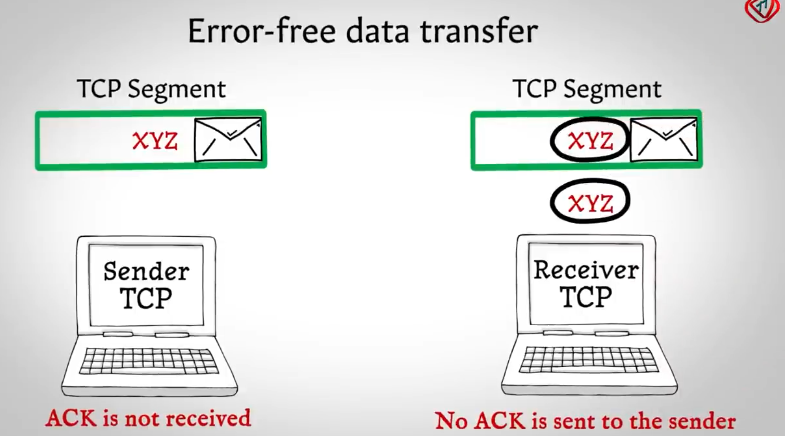 Error-free data transfer
TCP Segment
XYZ
Sender
TCP
ACK is not received
TCP Segment
XYZ
XYZ
Receiver
TCP
No ACK is sent to the sender